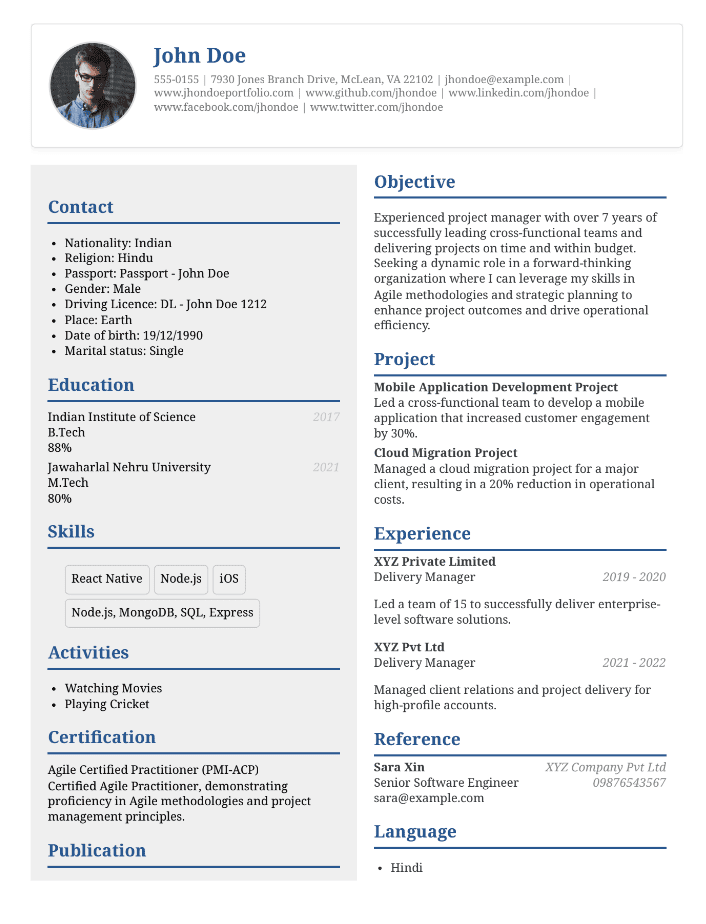 John Doe
555-0155 | 7930 Jones Branch Drive, McLean, VA 22102 | jhondoe@example.com |
www.jhondoeportfolio.com | www.github.com/jhondoe | www.linkedin.com/jhondoe |
www.facebook.com/jhondoe | www.twitter.com/jhondoe
Contact
• Nationality: Indian
• Religion: Hindu
• Passport: Passport - John Doe
• Gender: Male
• Driving Licence: DL - John Doe 1212
• Place: Earth
• Date of birth: 19/12/1990
• Marital status: Single
Education
Indian Institute of Science 2017
B.Tech
88%
Jawaharlal Nehru University 2021
M.Tech
80%
Skills
React Native Node.js iOS
Node.js, MongoDB, SQL, Express
Activities
• Watching Movies
• Playing Cricket
Certification
Agile Certified Practitioner (PMI-ACP)
Certified Agile Practitioner, demonstrating
proficiency in Agile methodologies and project
management principles.
Publication
Objective
Experienced project manager with over 7 years of
successfully leading cross-functional teams and
delivering projects on time and within budget.
Seeking a dynamic role in a forward-thinking
organization where I can leverage my skills in
Agile methodologies and strategic planning to
enhance project outcomes and drive operational
efficiency.
Project
Mobile Application Development Project
Led a cross-functional team to develop a mobile
application that increased customer engagement
by 30%.
Cloud Migration Project
Managed a cloud migration project for a major
client, resulting in a 20% reduction in operational
costs.
Experience
XYZ Private Limited
Delivery Manager 2019 - 2020
Led a team of 15 to successfully deliver enterprise-
level software solutions.
XYZ Pvt Ltd
Delivery Manager 2021 - 2022
Managed client relations and project delivery for
high-profile accounts.
Reference
Sara Xin XYZ Company Pvt Ltd
Senior Software Engineer 09876543567
sara@example.com
Language
• Hindi